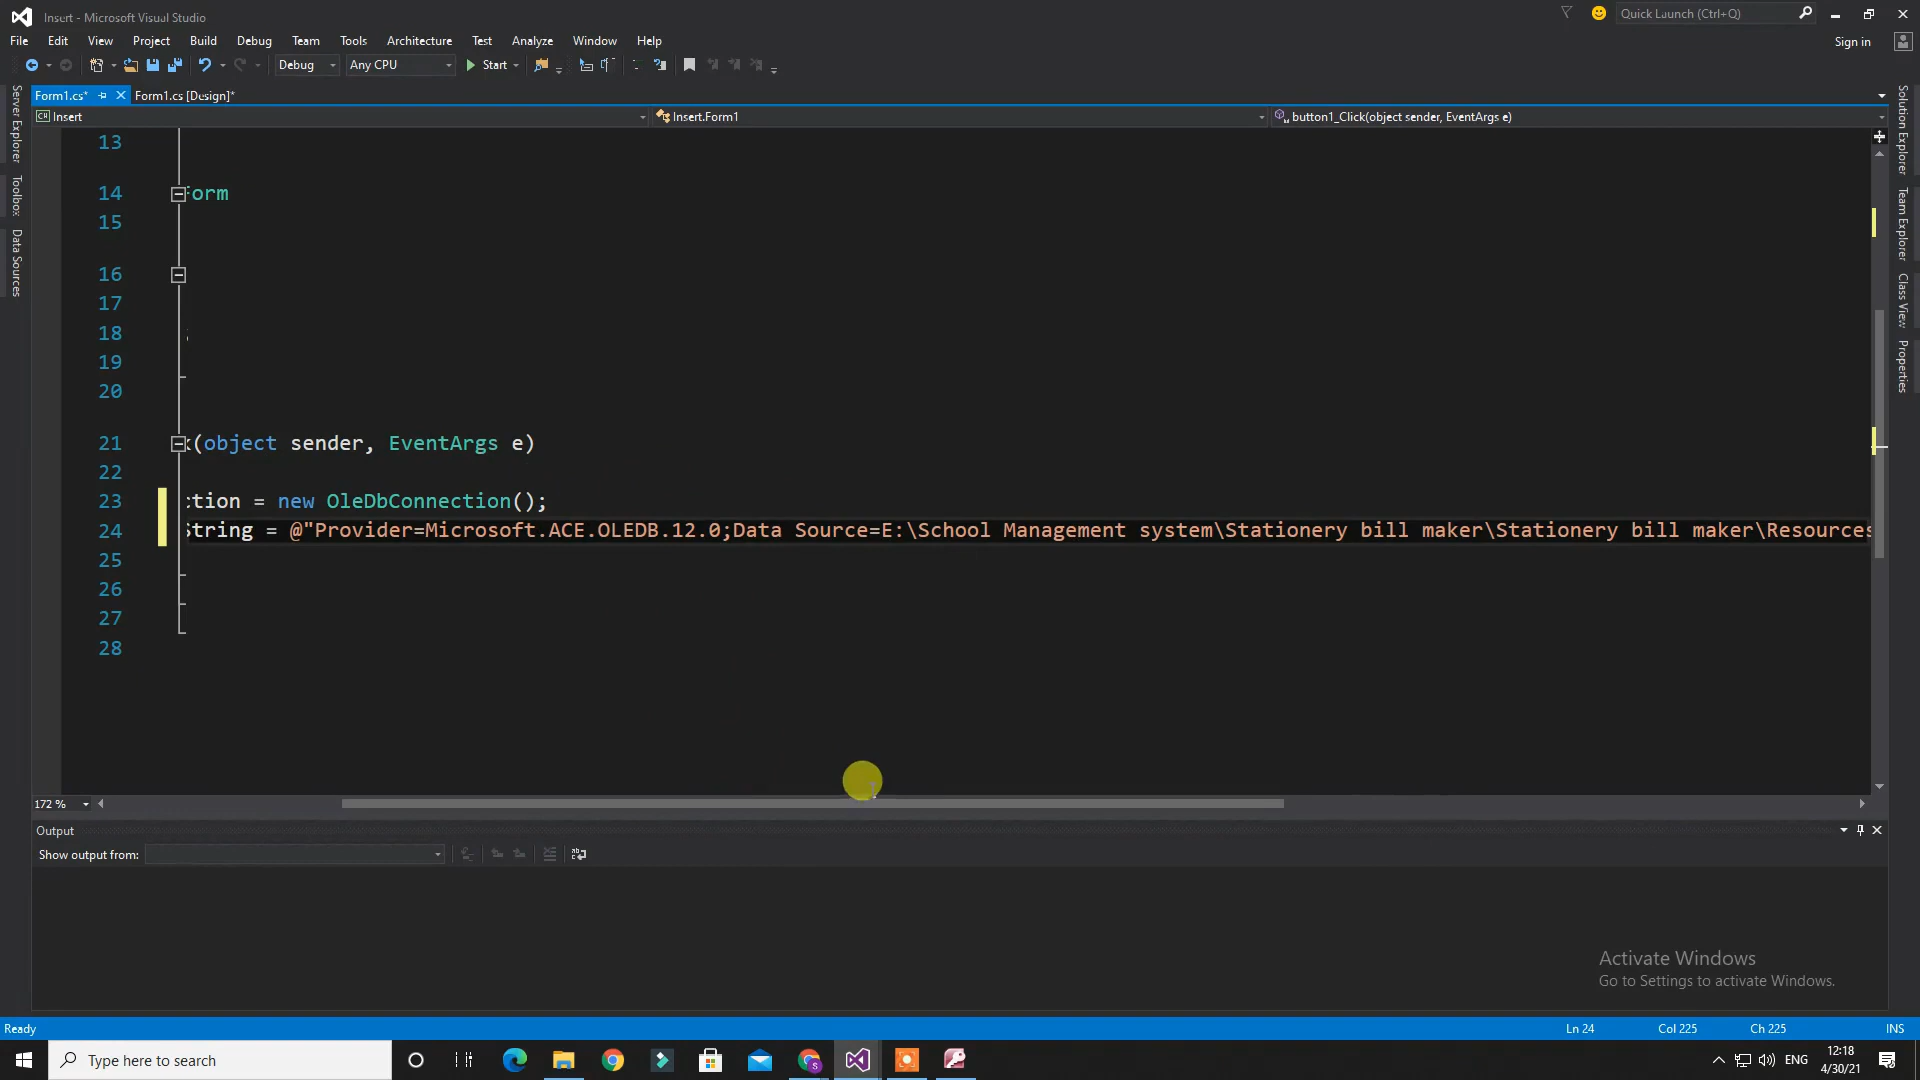 Insert - Microsoft Visual Studio
Quick Launch (Ctrl+Q)
File Edit View Project Build Debug Team Tools Architecture Test Analyze Window Help
Sign in
Debug Any CPU Start
Form1.cs* Form1.cs [Design]*
Insert Insert.Form1 button1_Click(object sender, EventArgs e)
Server Explorer
Toolbox
Data Sources
Solution Explorer
Team Explorer
Class View
Properties
13
14 orm
15
16
17
18 ;
19
20
21 k(object sender, EventArgs e)
22
23 ction = new OleDbConnection();
24 String = @"Provider=Microsoft.ACE.OLEDB.12.0;Data Source=E:\School Management system\Stationery bill maker\Stationery bill maker\Resources
25
26
27
28
172 %
Output
Show output from:
Activate Windows
Go to Settings to activate Windows.
Ready Ln 24 Col 225 Ch 225 INS
Type here to search
ENG
12:18
4/30/21